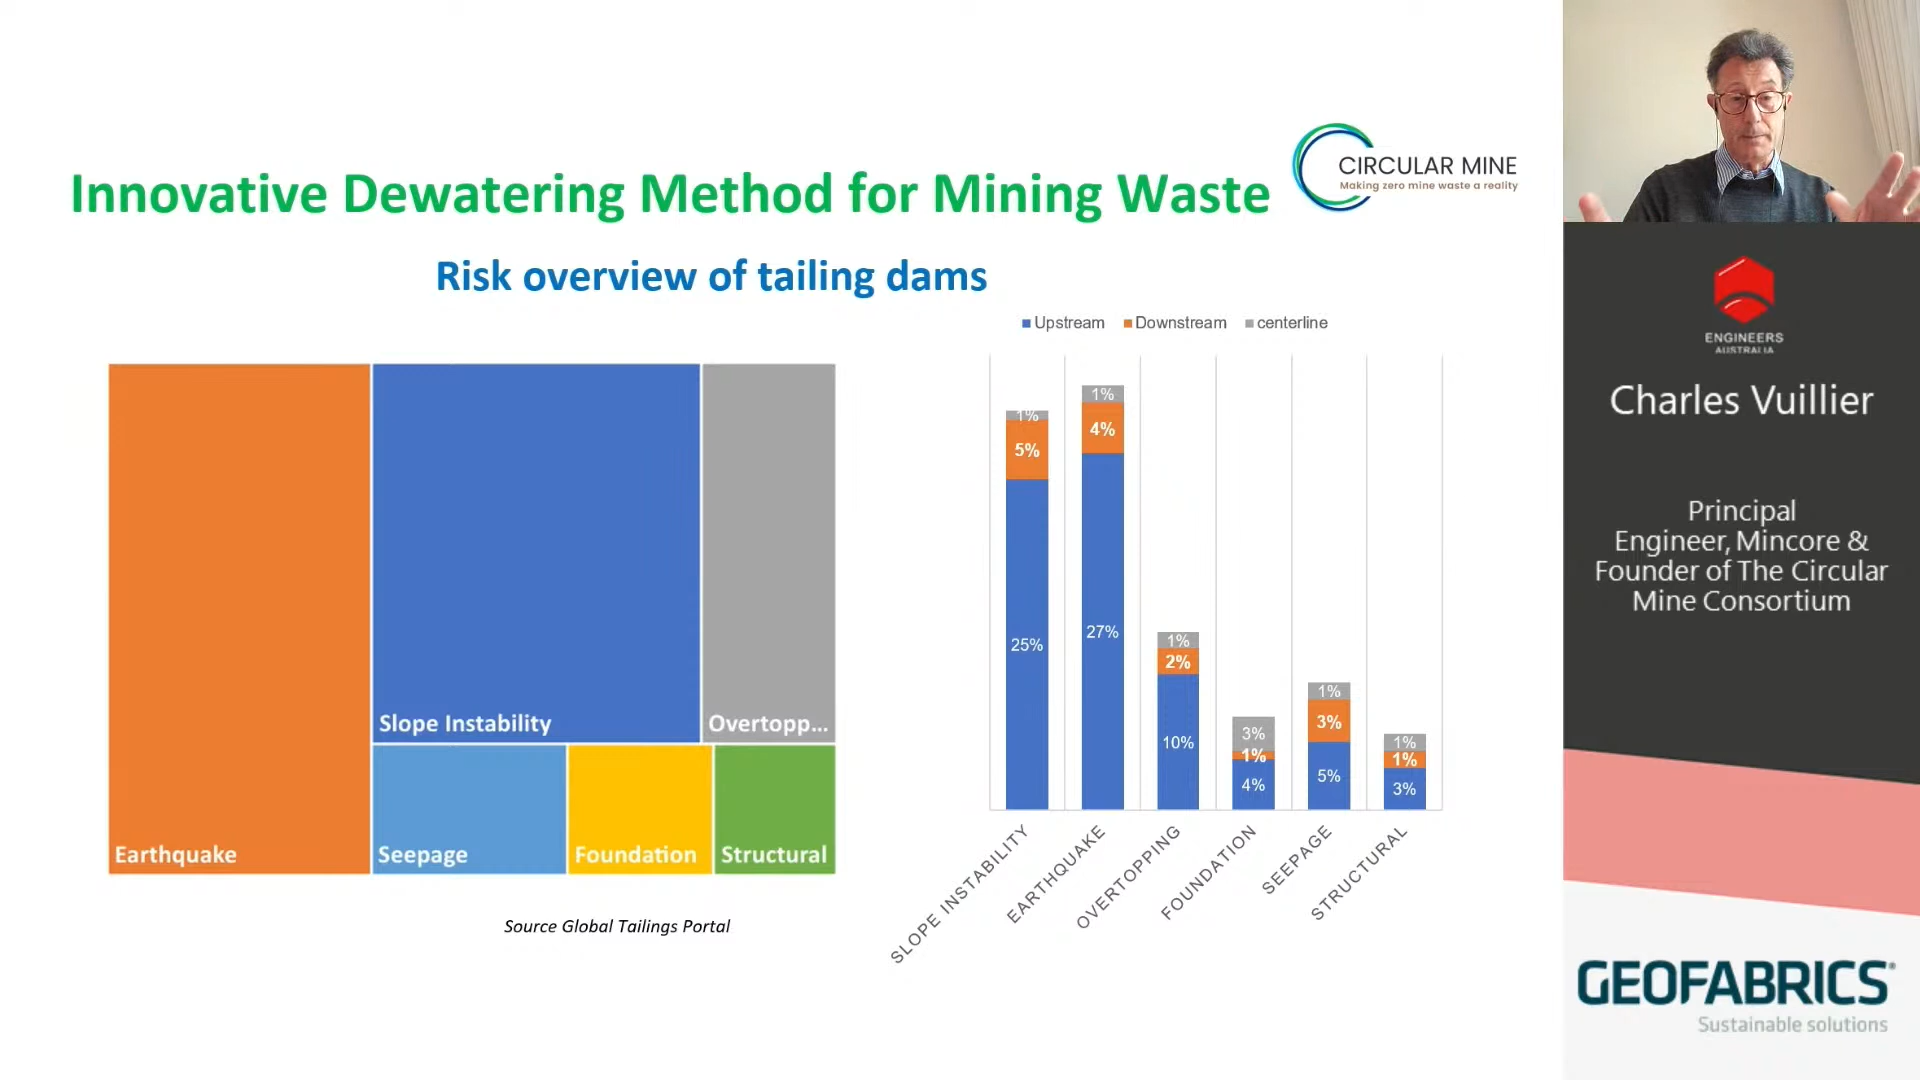 Innovative Dewatering Method for Mining Waste
CIRCULAR MINE
Making zero mine waste a reality
Risk overview of tailing dams
Upstream Downstream centerline
Earthquake
Slope Instability
Overtopp...
Seepage
Foundation
Structural
Source Global Tailings Portal
1% 5% 25%
1% 4% 27%
1% 2% 10%
3% 1% 4%
1% 3% 5%
1% 1% 3%
SLOPE INSTABILITY
EARTHQUAKE
OVERTOPPING
FOUNDATION
SEEPAGE
STRUCTURAL
ENGINEERS
AUSTRALIA
Charles Vuillier
Principal
Engineer, Mincore &
Founder of The Circular
Mine Consortium
GEOFABRICS®
Sustainable solutions